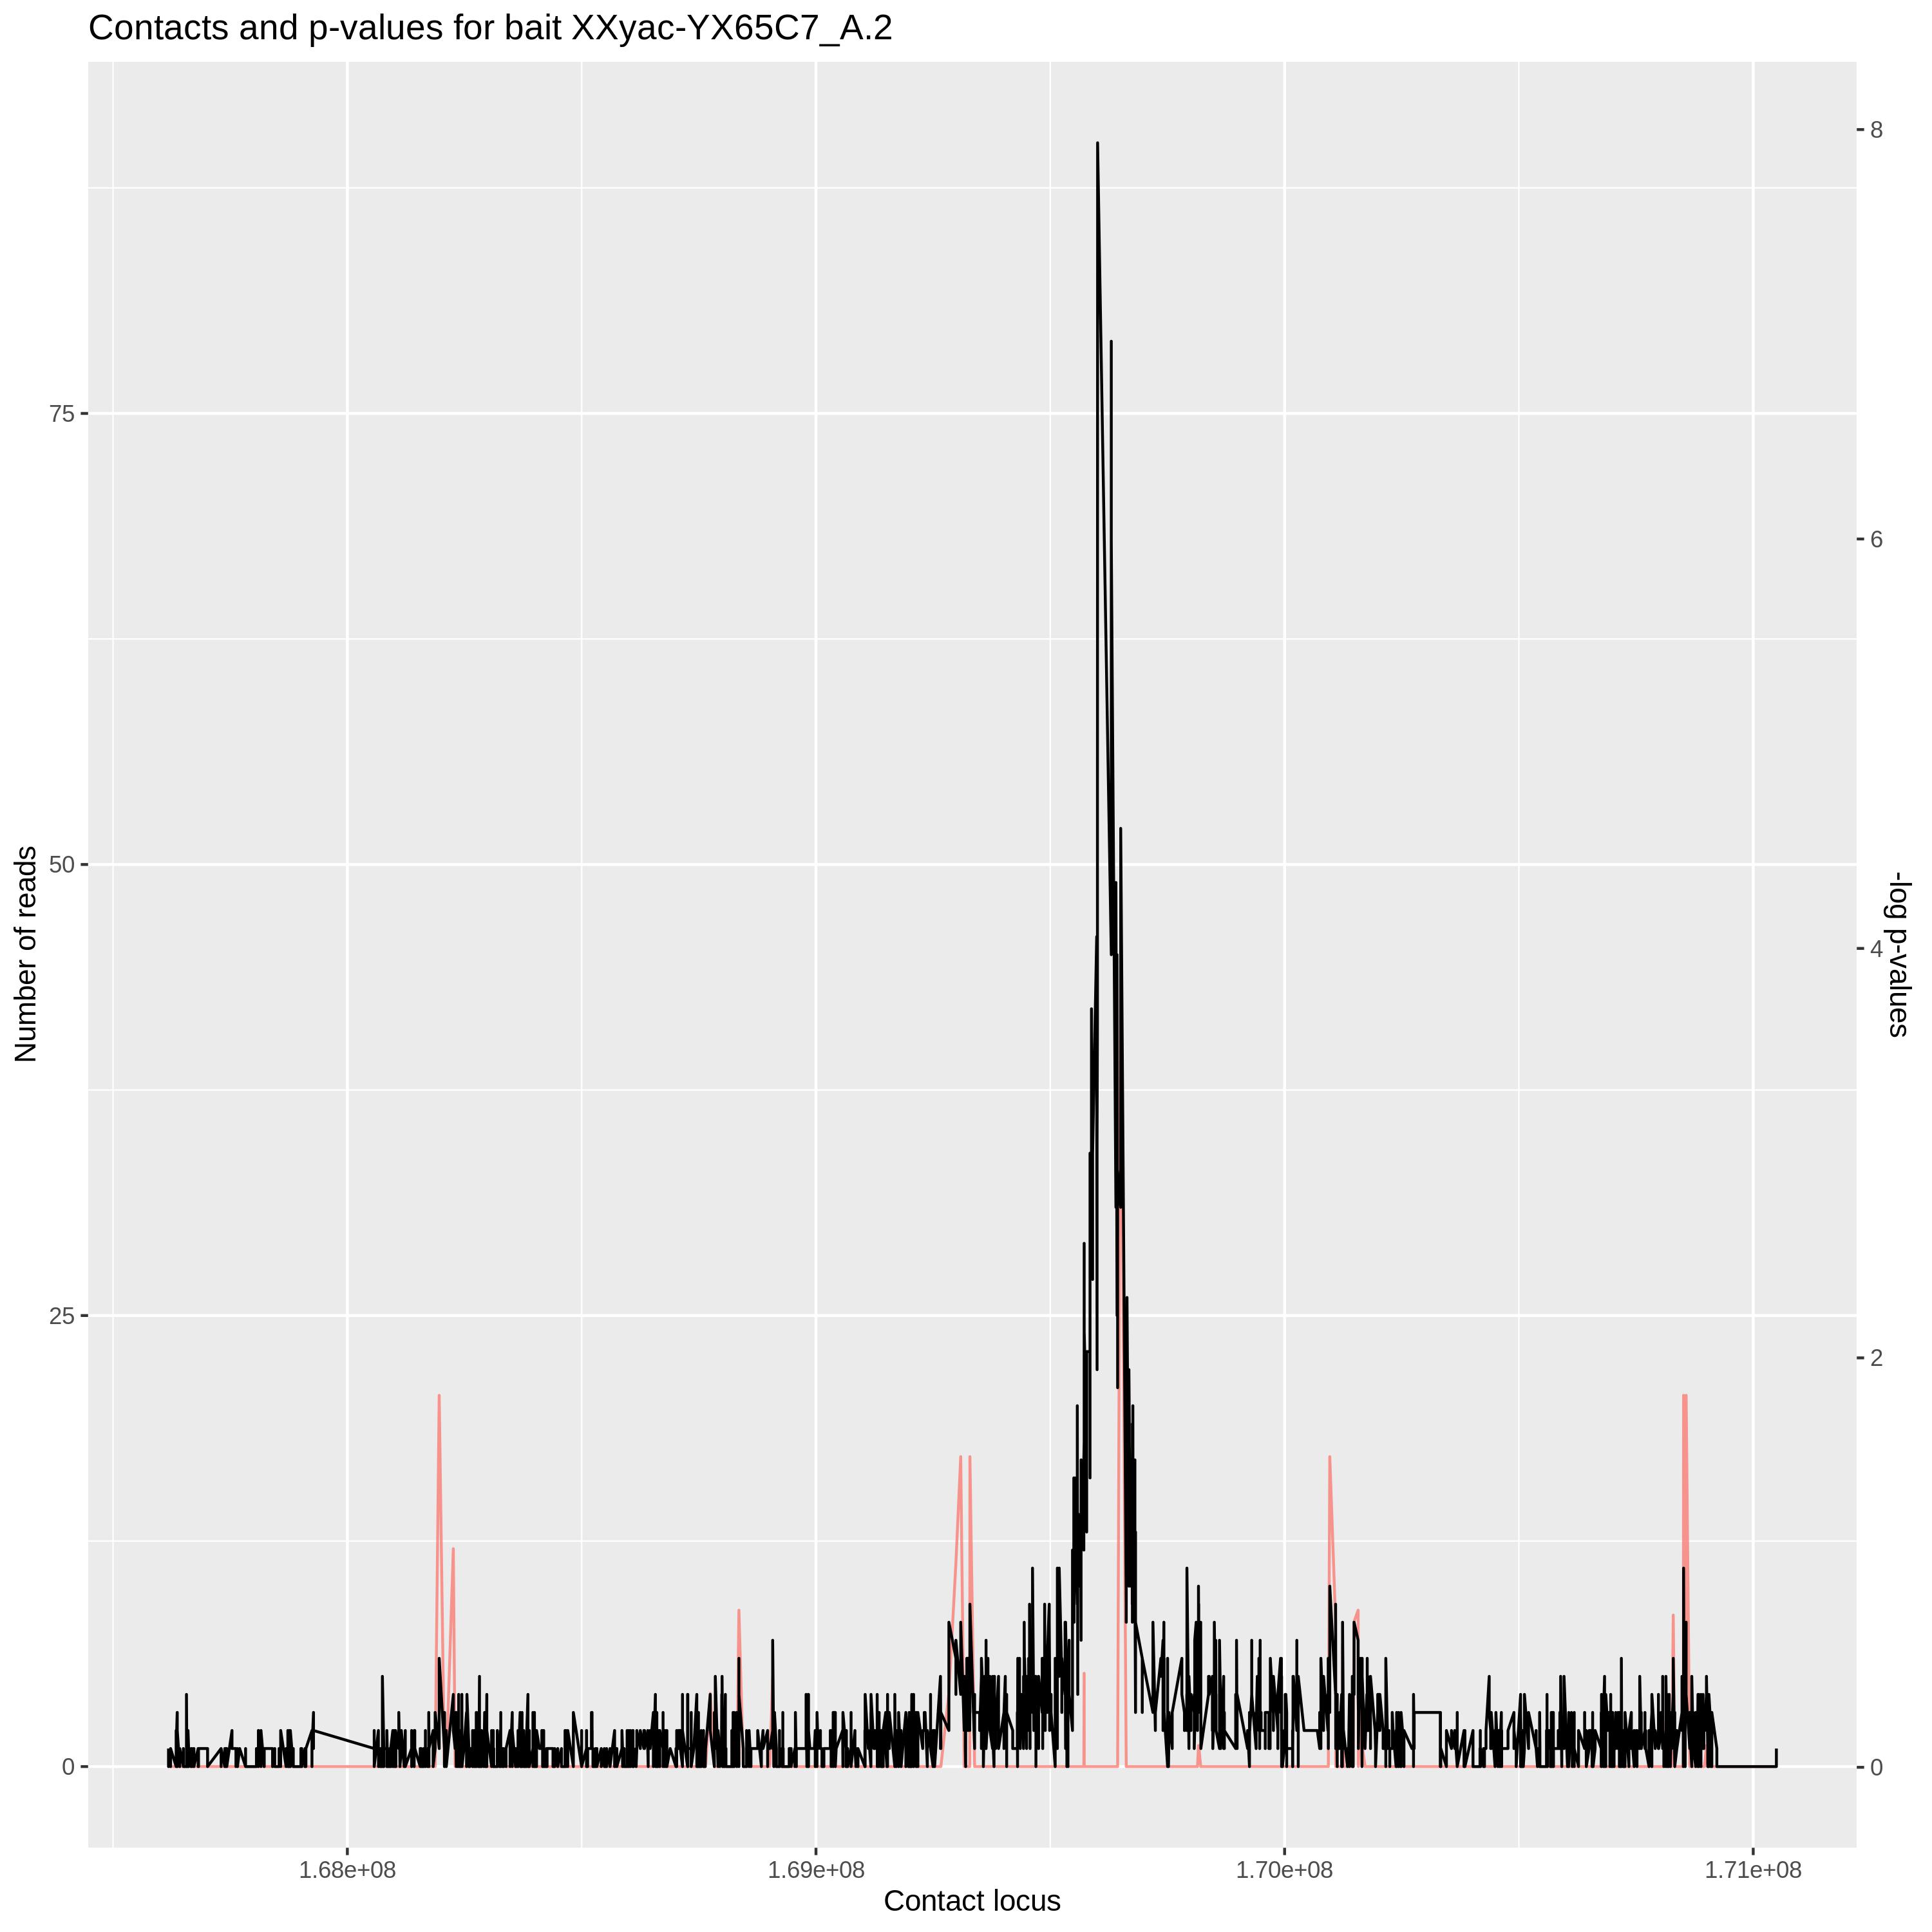 Contacts and p-values for bait XXyac-YX65C7_A.2
Number of reads
75
50
25
0
8
6
4
2
0
-log p-values
1.68e+08
1.69e+08
1.70e+08
1.71e+08
Contact locus